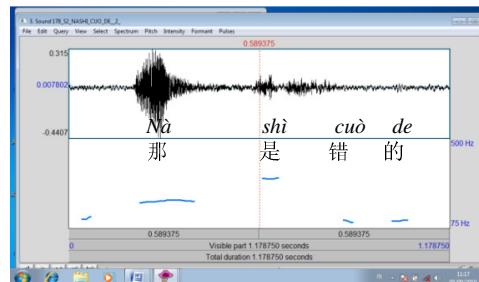 3. Sound 178_S2_NASHI_CUO_DE_2_
File Edit Query View Select Spectrum Pitch Intensity Formant Pulses
0.589375
0.315
0.007802
-0.4407
Nà shì cuò de
那 是 错 的
500 Hz
75 Hz
0.589375 0.589375
0 Visible part 1.178750 seconds 1.178750
Total duration 1.178750 seconds
11:17